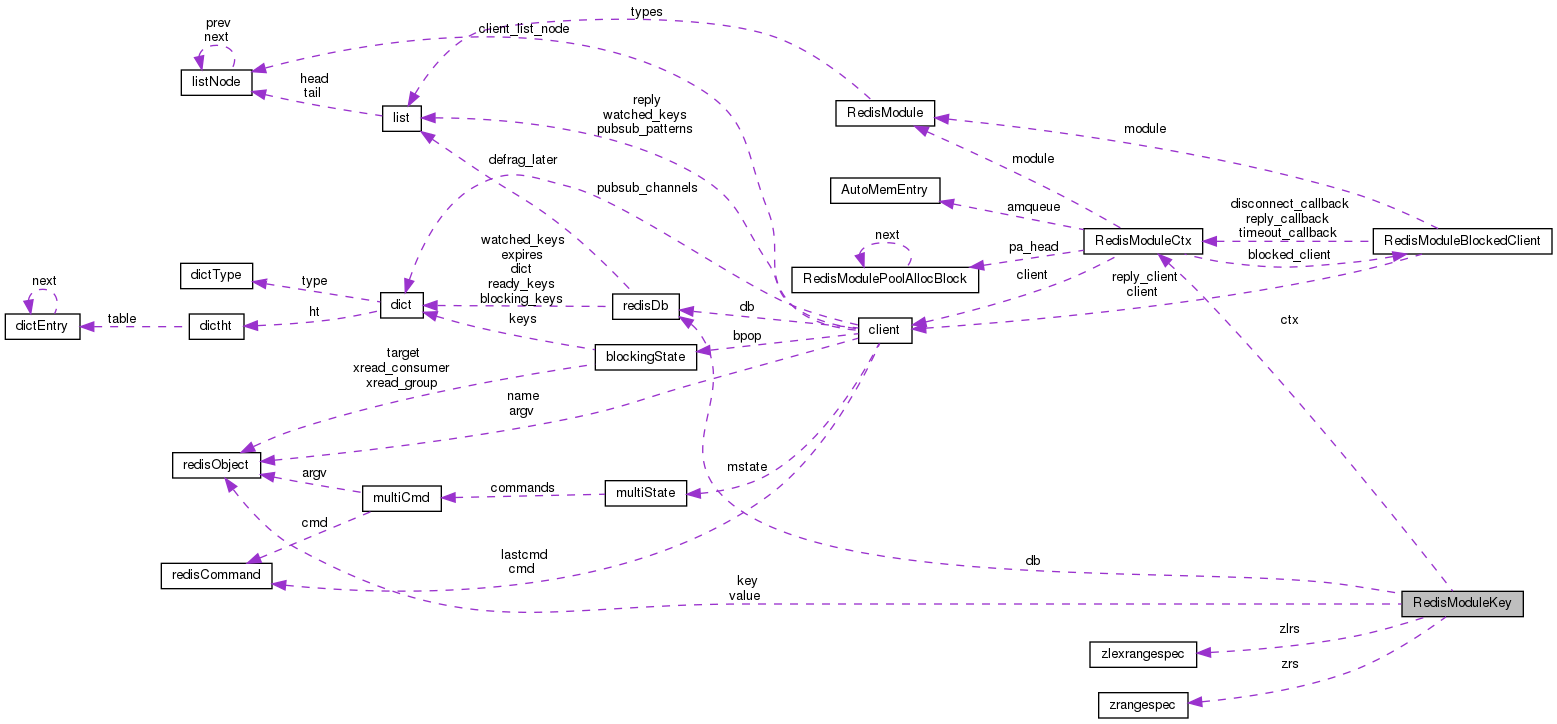 types
prev
next
client_list_node
listNode
head
tail
reply
watched_keys
pubsub_patterns
list
RedisModule
module
module
defrag_later
pubsub_channels
AutoMemEntry
amqueue
disconnect_callback
reply_callback
timeout_callback
RedisModuleCtx
RedisModuleBlockedClient
next
pa_head
blocked_client
watched_keys
expires
dict
ready_keys
blocking_keys
dictType
type
RedisModulePoolAllocBlock
client
reply_client
client
next
dict
redisDb
db
ht
keys
dictEntry
table
dictht
client
ctx
bpop
blockingState
target
xread_consumer
xread_group
name
argv
redisObject
argv
mstate
multiCmd
commands
multiState
cmd
lastcmd
cmd
redisCommand
db
key
value
RedisModuleKey
zlrs
zlexrangespec
zrs
zrangespec